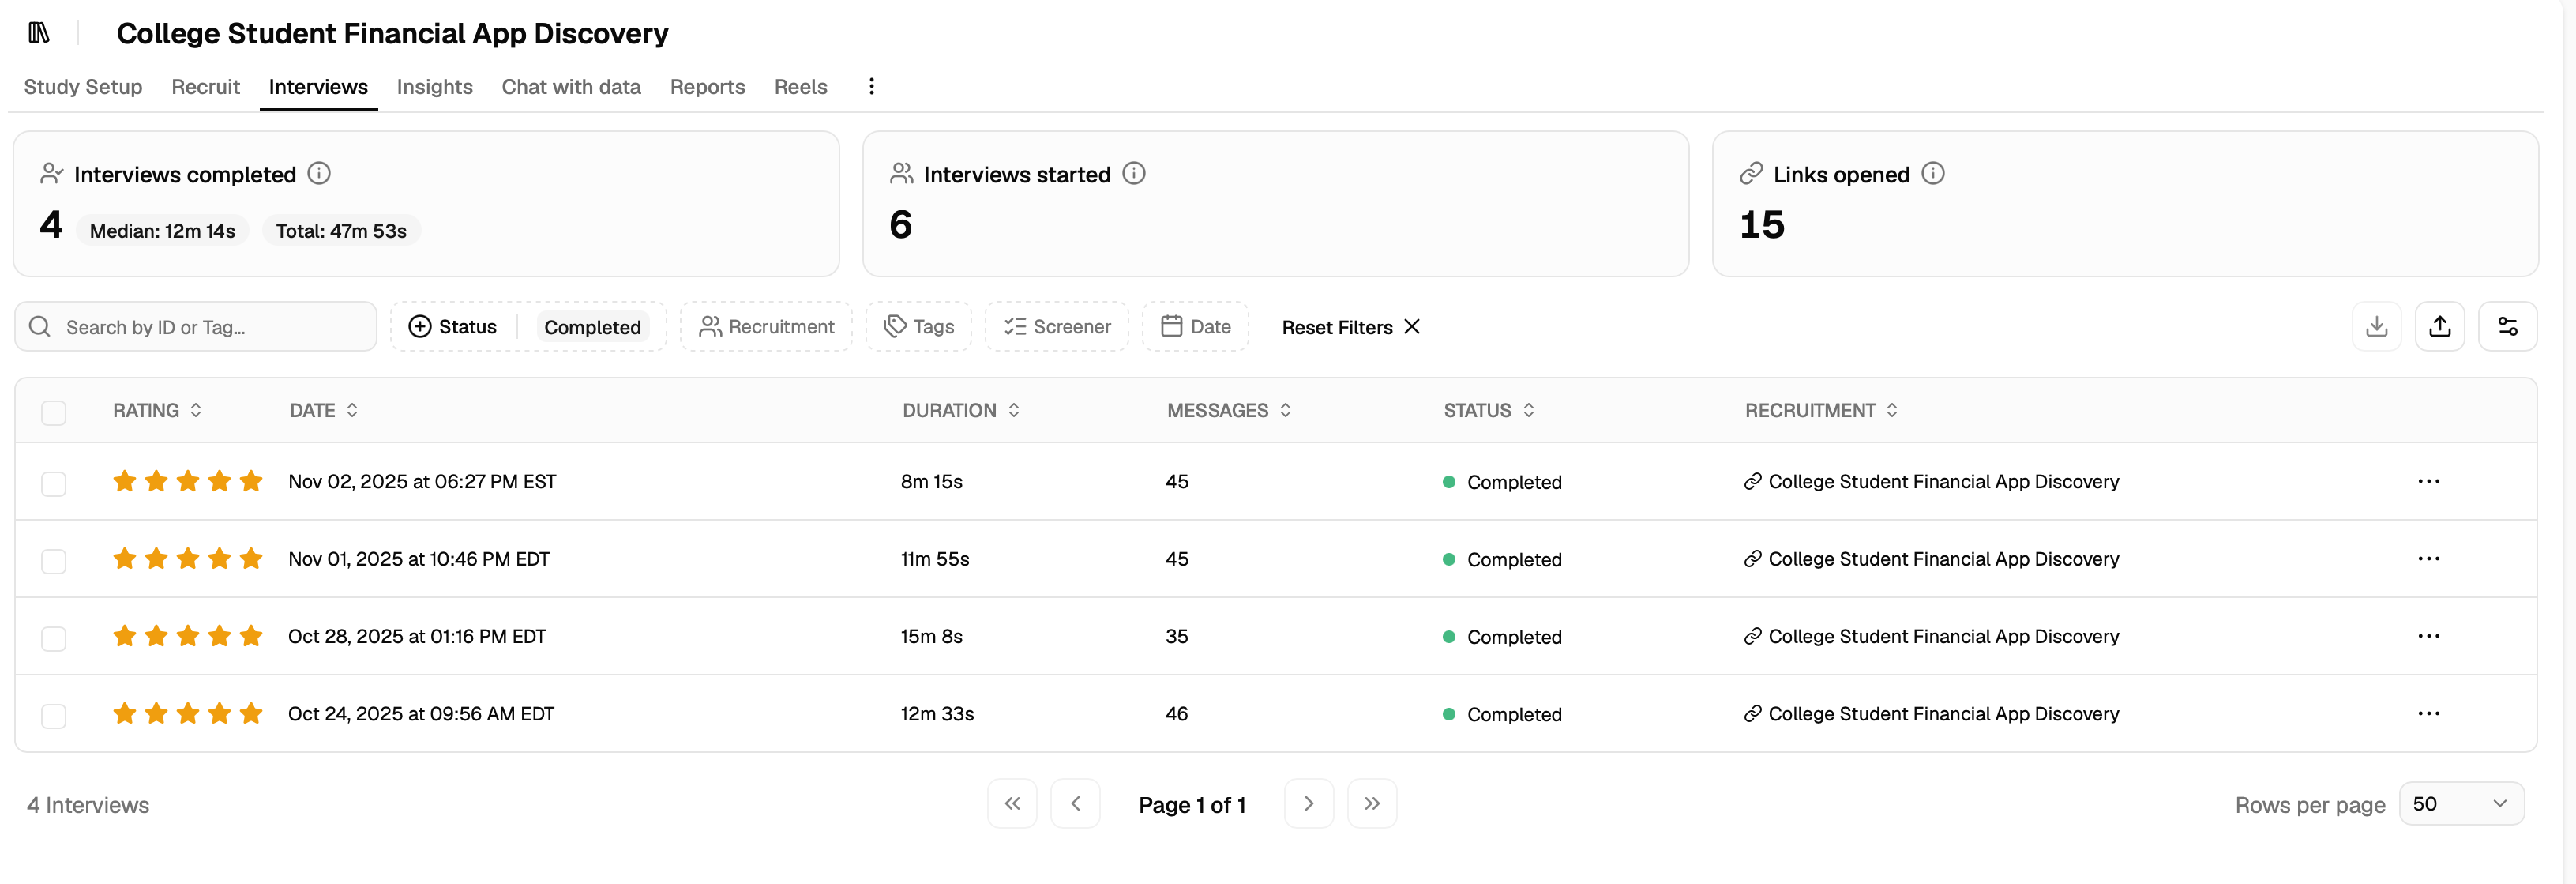 College Student Financial App Discovery
Study Setup Recruit Interviews Insights Chat with data Reports Reels
Interviews completed
4 Median: 12m 14s Total: 47m 53s
Interviews started
6
Links opened
15
Search by ID or Tag... Status Completed Recruitment Tags Screener Date Reset Filters
RATING DATE DURATION MESSAGES STATUS RECRUITMENT
Nov 02, 2025 at 06:27 PM EST 8m 15s 45 Completed College Student Financial App Discovery
Nov 01, 2025 at 10:46 PM EDT 11m 55s 45 Completed College Student Financial App Discovery
Oct 28, 2025 at 01:16 PM EDT 15m 8s 35 Completed College Student Financial App Discovery
Oct 24, 2025 at 09:56 AM EDT 12m 33s 46 Completed College Student Financial App Discovery
4 Interviews Page 1 of 1 Rows per page 50